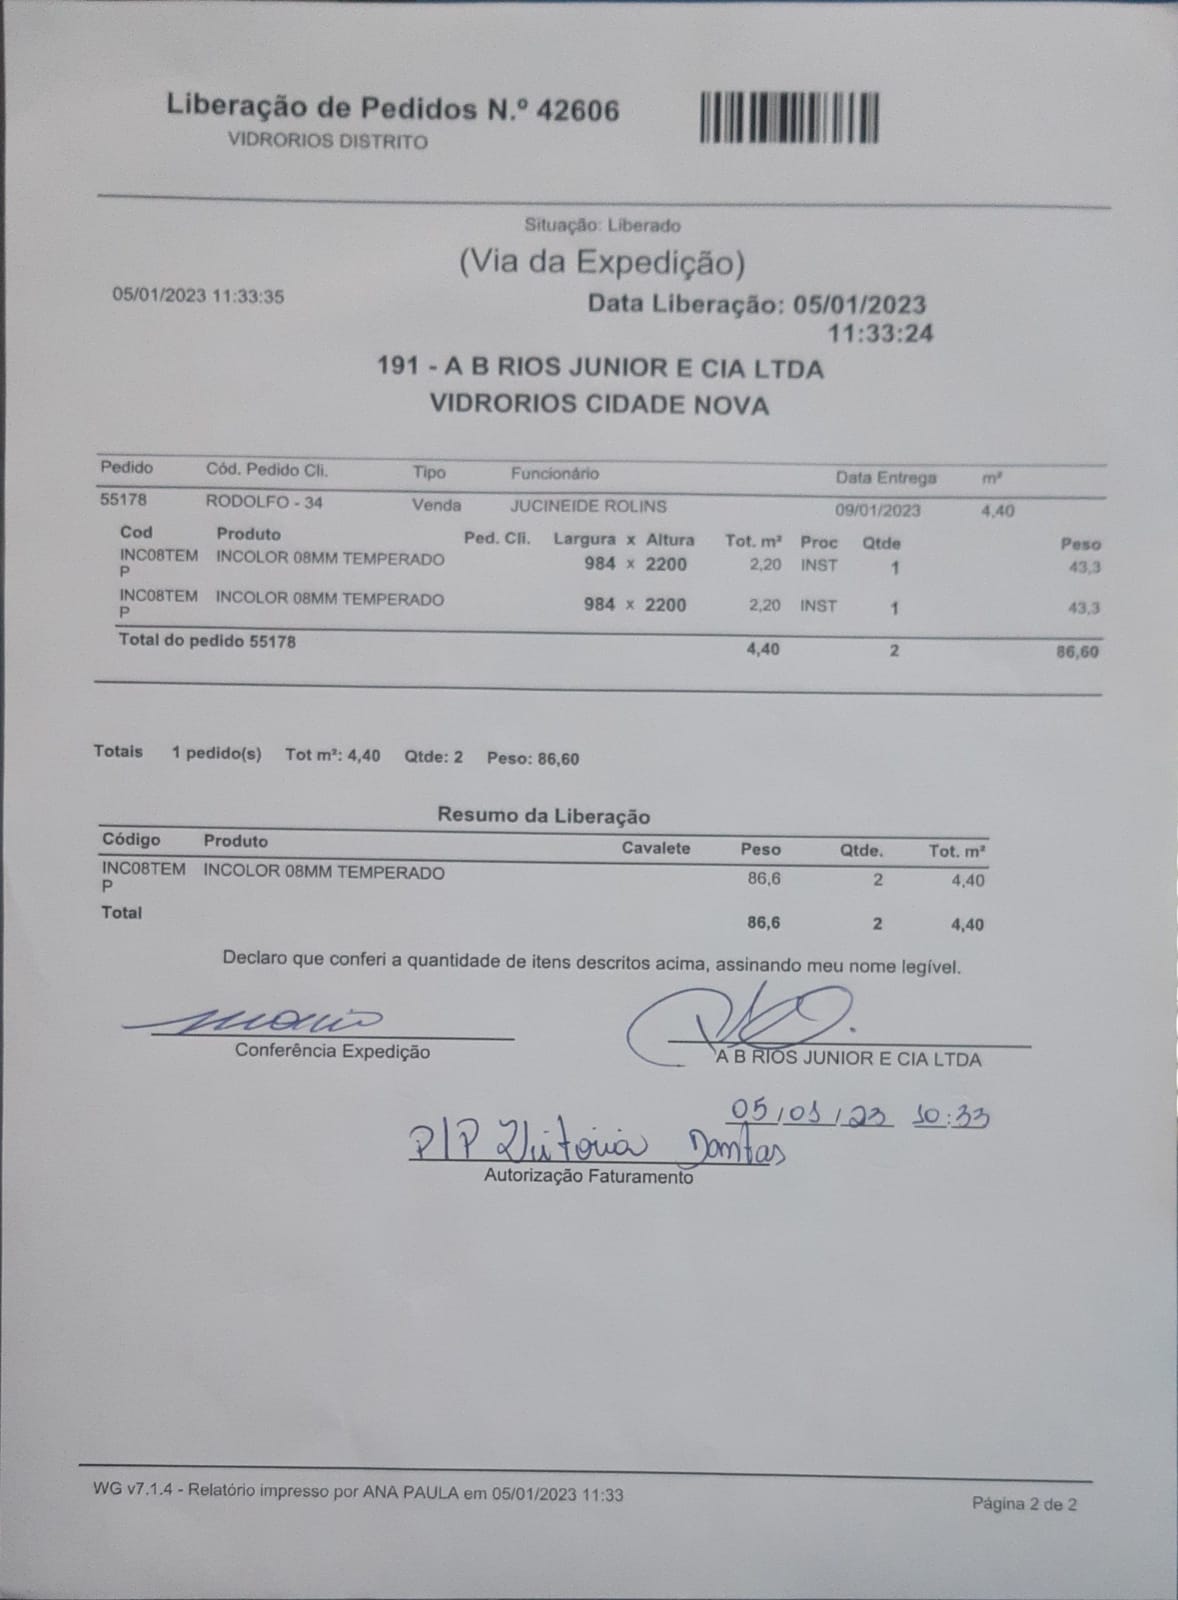 Liberação de Pedidos N.º 42606
VIDRORIOS DISTRITO
Situação: Liberado
(Via da Expedição)
05/01/2023 11:33:35
Data Liberação: 05/01/2023
11:33:24
191 - A B RIOS JUNIOR E CIA LTDA
VIDRORIOS CIDADE NOVA
Pedido Cód. Pedido Cli. Tipo Funcionário Data Entrega m²
55178 RODOLFO - 34 Venda JUCINEIDE ROLINS 09/01/2023 4,40
Cod Produto Ped. Cli. Largura x Altura Tot. m² Proc Qtde Peso
INC08TEM INCOLOR 08MM TEMPERADO 984 x 2200 2,20 INST 1 43,3
P
INC08TEM INCOLOR 08MM TEMPERADO 984 x 2200 2,20 INST 1 43,3
P
Total do pedido 55178 4,40 2 86,60
Totais 1 pedido(s) Tot m²: 4,40 Qtde: 2 Peso: 86,60
Resumo da Liberação
Código Produto Cavalete Peso Qtde. Tot. m²
INC08TEM INCOLOR 08MM TEMPERADO 86,6 2 4,40
P
Total 86,6 2 4,40
Declaro que conferi a quantidade de itens descritos acima, assinando meu nome legível.
Conferência Expedição
A B RIOS JUNIOR E CIA LTDA
05/01/23 10:33
P/P Vitória Dantas
Autorização Faturamento
WG v7.1.4 - Relatório impresso por ANA PAULA em 05/01/2023 11:33
Página 2 de 2